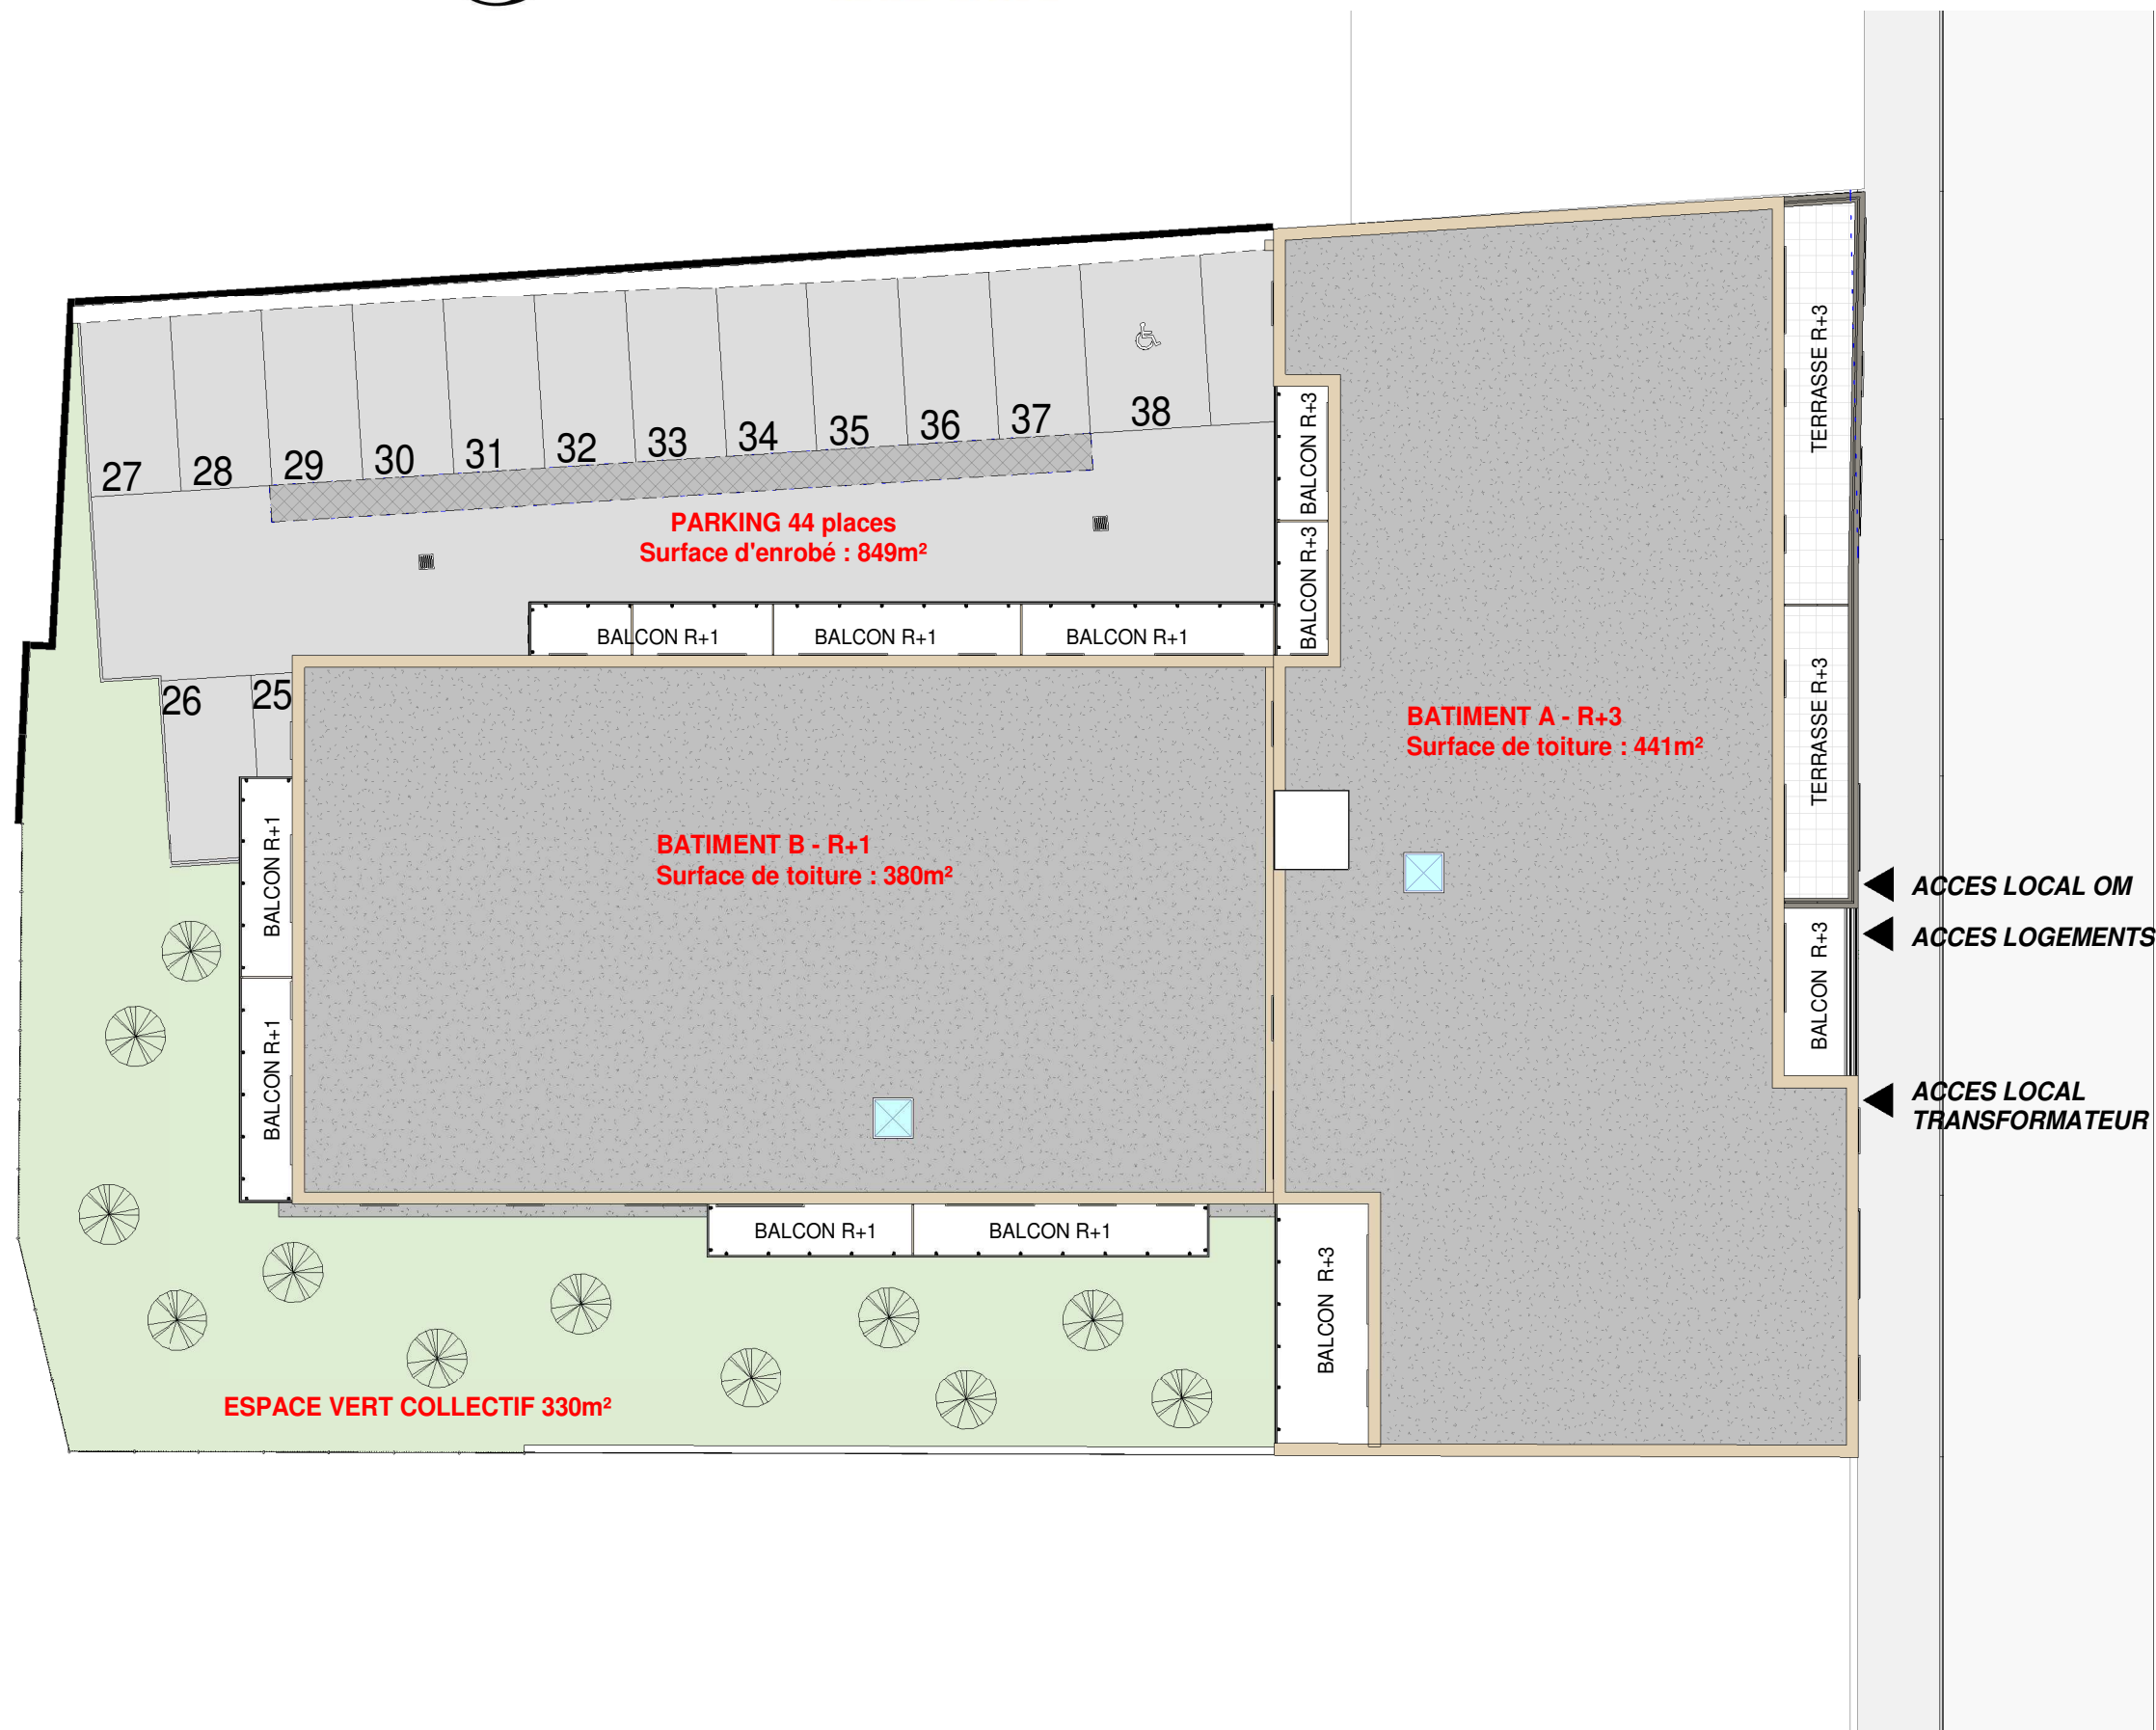 TERRASSE R+3
BALCON R+3
38
37
36
35
34
33
32
31
30
29
28
27
PARKING 44 places
Surface d'enrobé : 849m²
BALCON R+3
BALCON R+1
BALCON R+1
BALCON R+1
26
25
TERRASSE R+3
BATIMENT A - R+3
Surface de toiture : 441m²
BATIMENT B - R+1
Surface de toiture : 380m²
BALCON R+1
ACCES LOCAL OM
ACCES LOGEMENTS
BALCON R+3
BALCON R+1
ACCES LOCAL
TRANSFORMATEUR
BALCON R+1
BALCON R+1
BALCON R+3
ESPACE VERT COLLECTIF 330m²